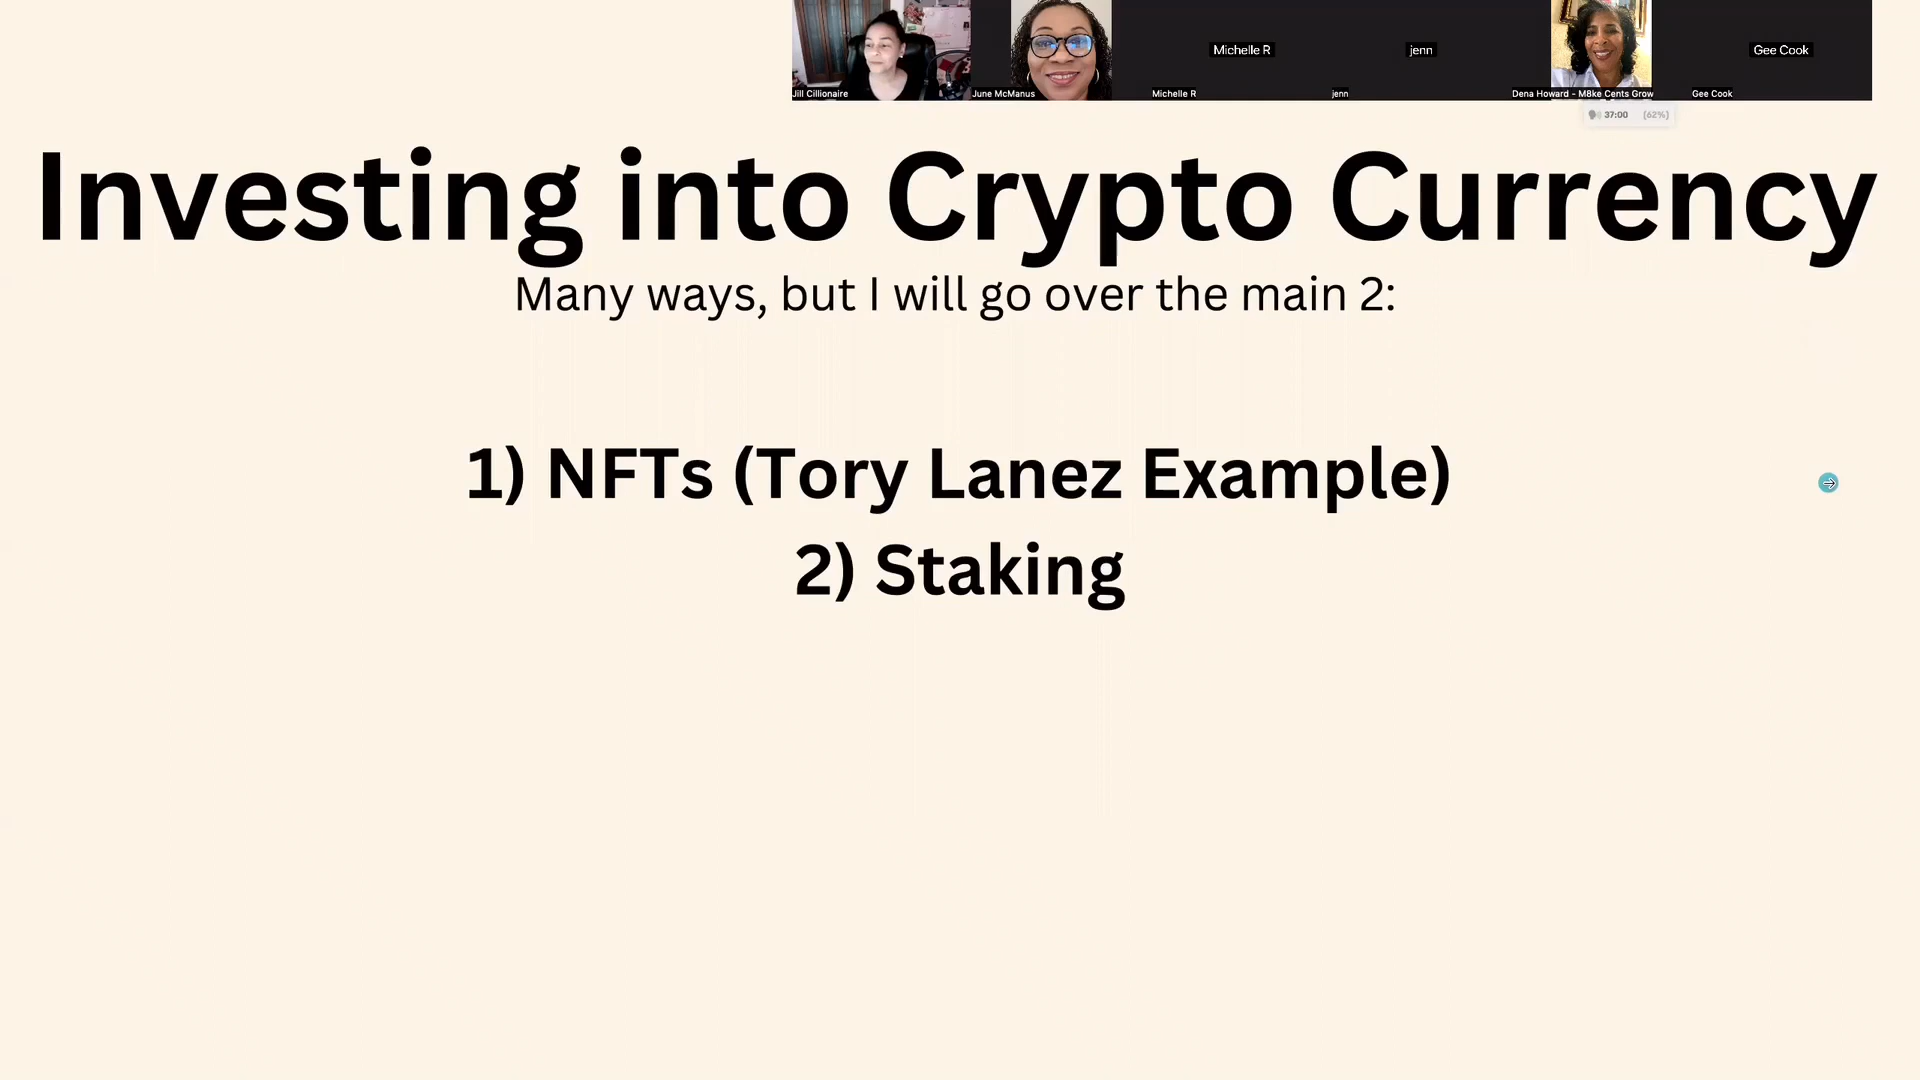 Michelle R
jenn
Gee Cook
Jill Cillionaire
June McManus
Michelle R
jenn
Dena Howard - M8ke Cents Grow
Gee Cook
37:00 (62%)
Investing into Crypto Currency
Many ways, but I will go over the main 2:
1) NFTs (Tory Lanez Example)
2) Staking